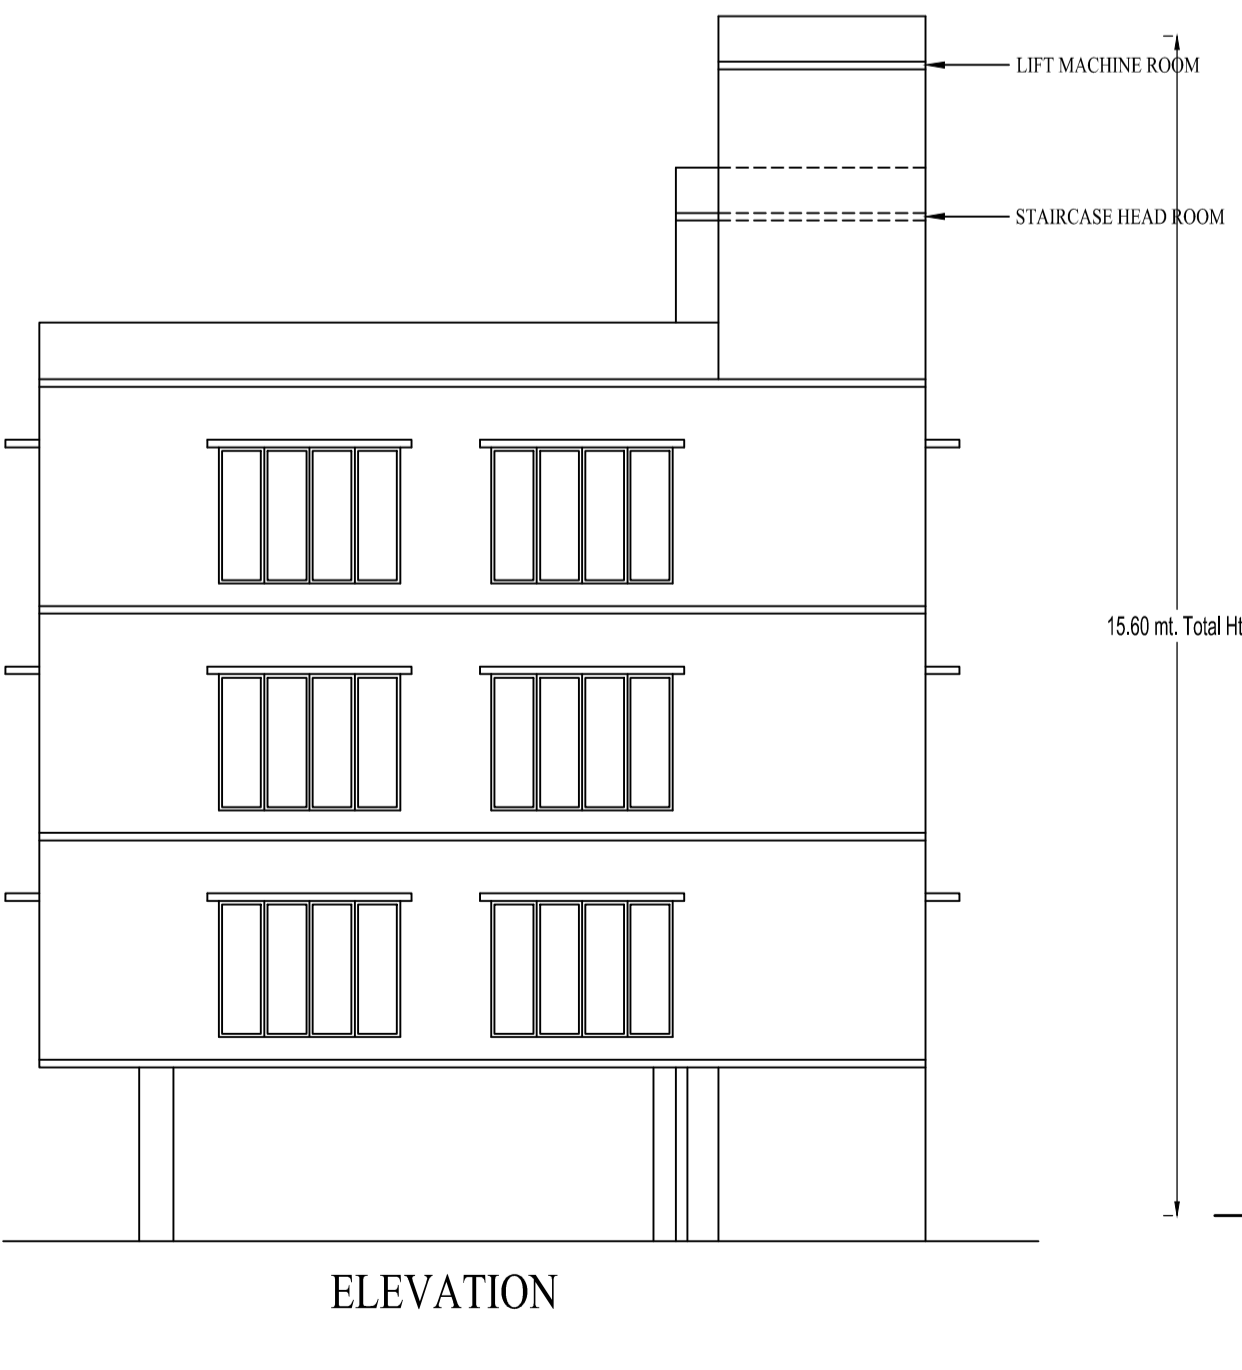 LIFT MACHINE ROOM
STAIRCASE HEAD ROOM
15.60 mt. Total Ht
ELEVATION